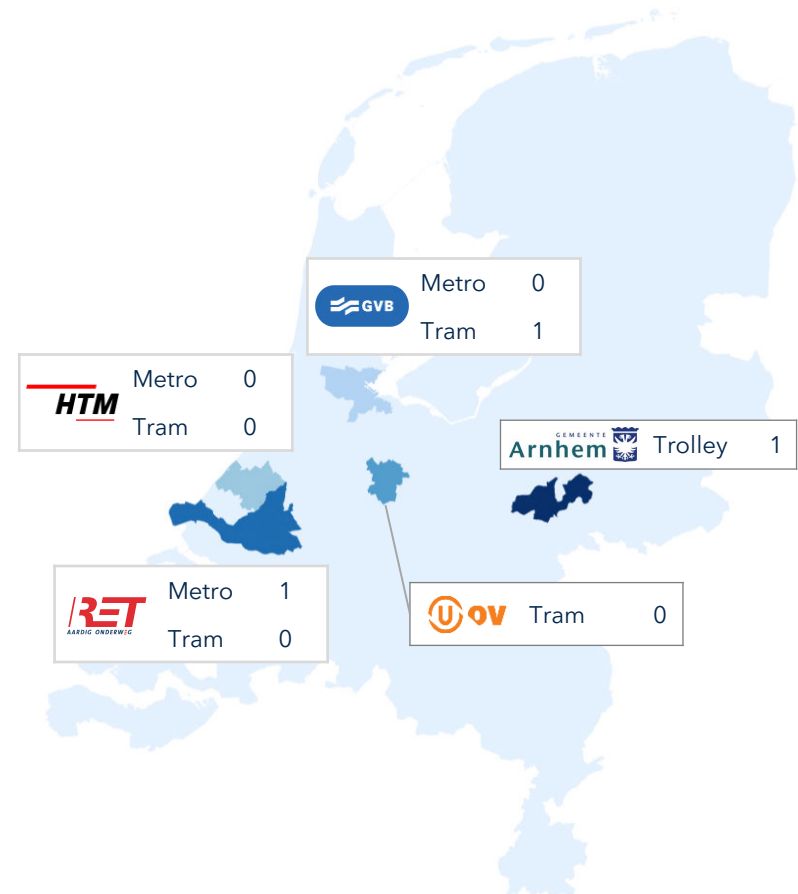 GVB
Metro 0
Tram 1
HTM
Metro 0
Tram 0
GEMEENTE
Arnhem
Trolley 1
RET
AARDIG ONDERWEG
Metro 1
Tram 0
U OV
Tram 0